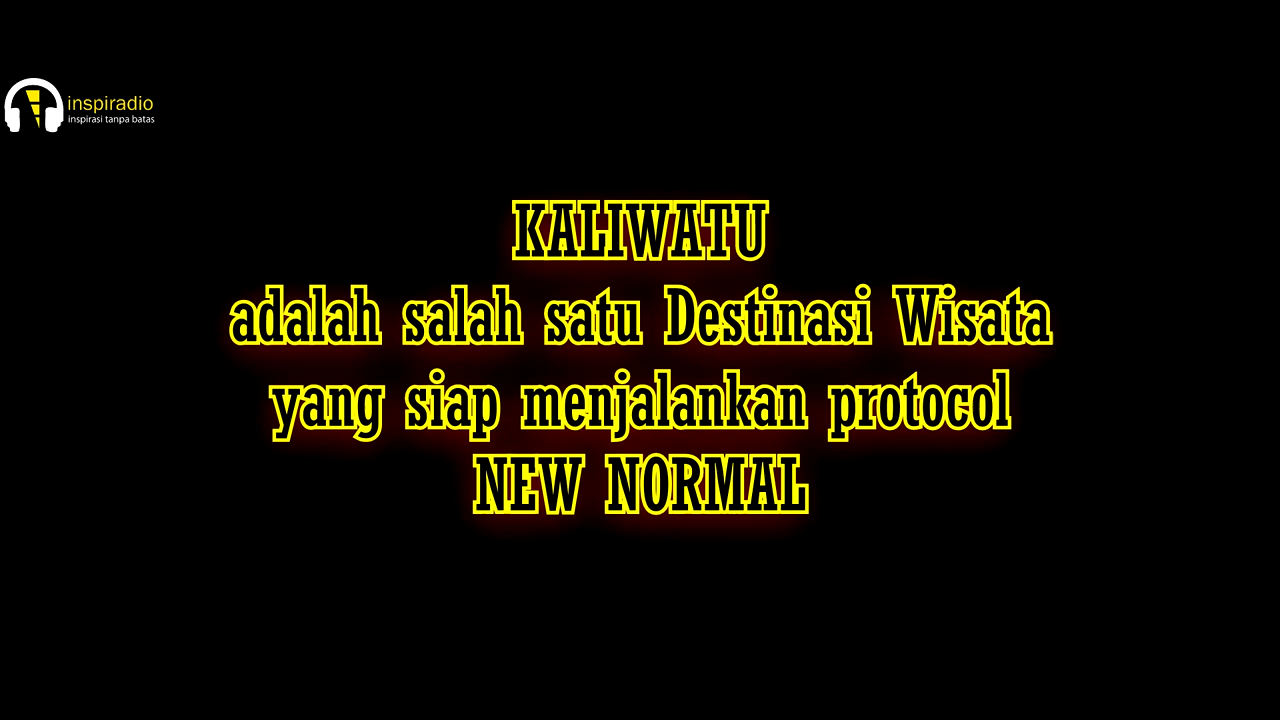 inspiradio
inspirasi tanpa batas
KALIWATU
adalah salah satu Destinasi Wisata
yang siap menjalankan protocol
NEW NORMAL